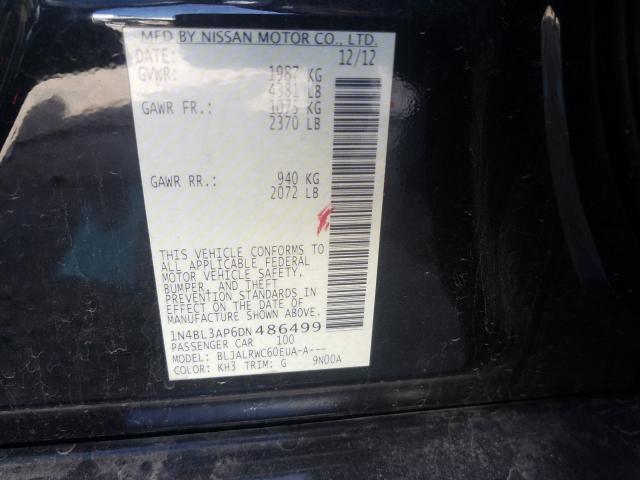 MFD BY NISSAN MOTOR CO., LTD.
DATE: 12/12
GVWR: 1987 KG
4381 LB
GAWR FR.: 1075 KG
2370 LB
GAWR RR.: 940 KG
2072 LB
THIS VEHICLE CONFORMS TO
ALL APPLICABLE FEDERAL
MOTOR VEHICLE SAFETY,
BUMPER, AND THEFT
PREVENTION STANDARDS IN
EFFECT ON THE DATE OF
MANUFACTURE SHOWN ABOVE.
1N4BL3AP6DN486499
PASSENGER CAR 100
MODEL: BLJALRWC60EUA-A---
COLOR: KH3 TRIM: G 9N00A